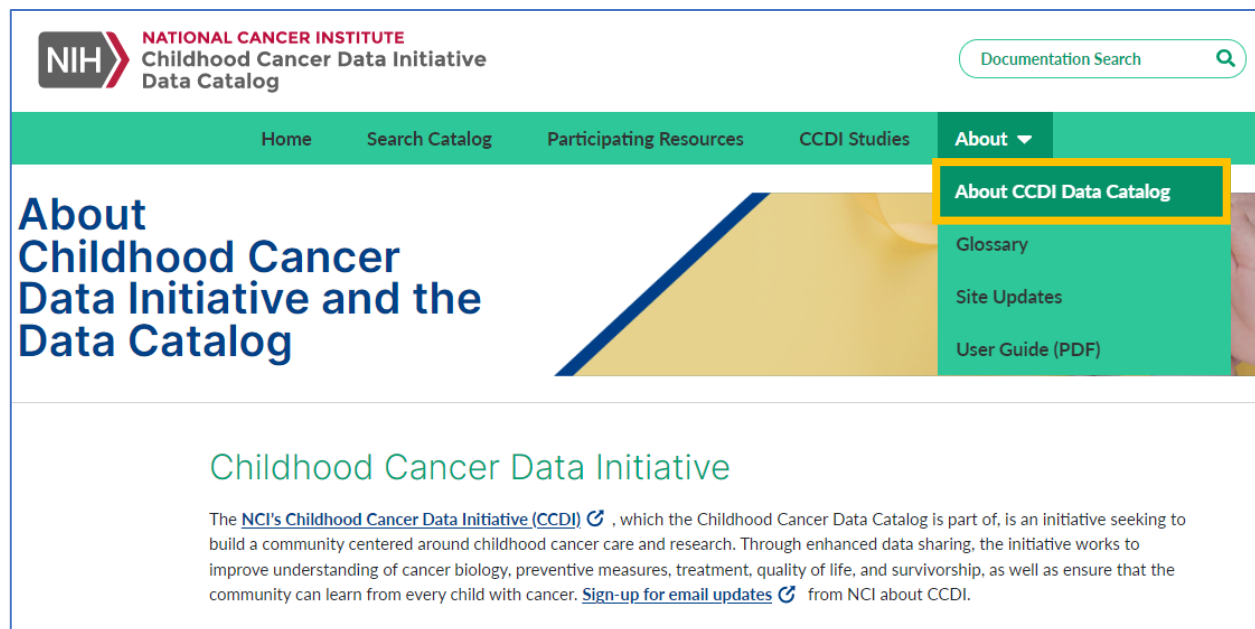 NIH
NATIONAL CANCER INSTITUTE
Childhood Cancer Data Initiative
Data Catalog
Documentation Search
Home Search Catalog Participating Resources CCDI Studies About
About CCDI Data Catalog
Glossary
Site Updates
User Guide (PDF)
About
Childhood Cancer
Data Initiative and the
Data Catalog
Childhood Cancer Data Initiative
The NCI's Childhood Cancer Data Initiative (CCDI) , which the Childhood Cancer Data Catalog is part of, is an initiative seeking to
build a community centered around childhood cancer care and research. Through enhanced data sharing, the initiative works to
improve understanding of cancer biology, preventive measures, treatment, quality of life, and survivorship, as well as ensure that the
community can learn from every child with cancer. Sign-up for email updates from NCI about CCDI.